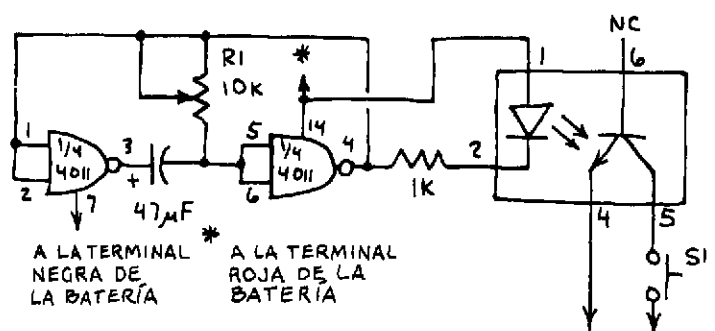 NC
*
1
6
R1
10K
14
1
1/4
4011
3
2
7
+
47µF
5
1/4
4011
4
6
1K
2
4
5
S1
A LA TERMINAL
NEGRA DE
LA BATERÍA
* A LA TERMINAL
ROJA DE LA
BATERÍA